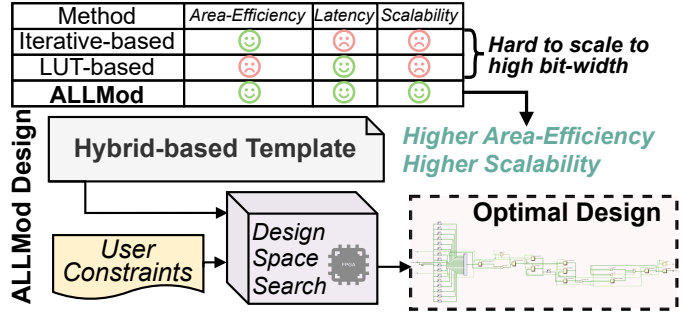 Method Area-Efficiency Latency Scalability
Iterative-based
LUT-based
ALLMod
Hard to scale to
high bit-width
Higher Area-Efficiency
Higher Scalability
ALLMod Design
Hybrid-based Template
User
Constraints
Design
Space
Search
FPGA
Optimal Design